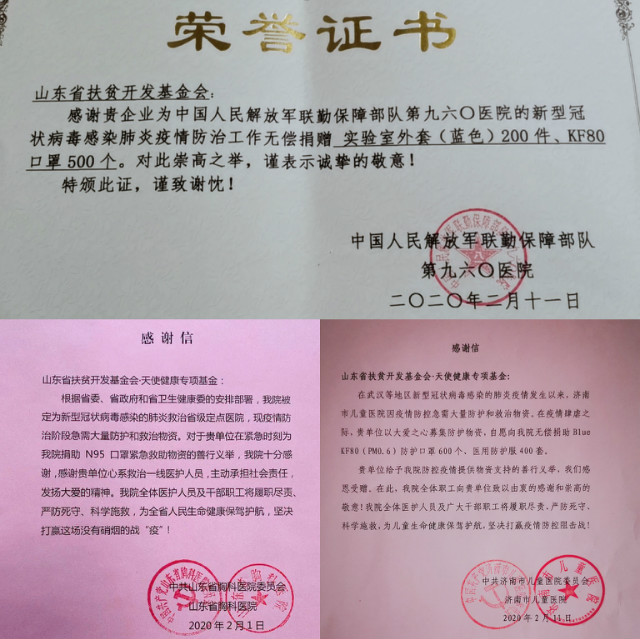 荣誉证书
山东省扶贫开发基金会：
感谢贵企业为中国人民解放军联勤保障部队第九六〇医院的新型冠
状病毒感染肺炎疫情防治工作无偿捐赠 实验室外套（蓝色）200件、KF80
口罩500个。对此崇高之举，谨表示诚挚的敬意！
特颁此证，谨致谢忱！
中国人民解放军联勤保障部队
第九六〇医院
二〇二〇年二月十一日
感谢信
山东省扶贫开发基金会-天使健康专项基金：
根据省委、省政府和省卫生健康委的安排部署，我院被
定为新型冠状病毒感染的肺炎救治省级定点医院，现疫情防
治阶段急需大量防护和救治物资。对于贵单位在紧急时刻为
我院捐助 N95 口罩紧急救助物资的善行义举，我院十分感
谢，感谢贵单位心系救治一线医护人员，主动承担社会责任，
发扬大爱的精神。我院全体医护人员及干部职工将履职尽责、
严防死守、科学施救，为全省人民生命健康保驾护航，坚决
打赢这场没有硝烟的战“疫”！
中共山东省胸科医院委员会
山东省胸科医院
2020年2月1日
感谢信
山东省扶贫开发基金会-天使健康专项基金：
在武汉等地区新型冠状病毒感染的肺炎疫情发生以来，济南
市儿童医院因疫情防控急需大量防护和救治物资。在疫情肆虐之
际，贵单位以大爱之心募集防护物资，自愿向我院无偿捐助Blue
KF80（PM0.6）防护口罩600个、医用防护服400套。
贵单位给予我院防控疫情提供物资支持的善行义举，我们感
恩受赠。在此，我院全体职工向贵单位致以由衷的感谢和崇高的
敬意！我院全体医护人员及广大干部职工将履职尽责、严防死守、
科学施救，为儿童生命健康保驾护航，坚决打赢疫情防控阻击战！
中共济南市儿童医院委员会
济南市儿童医院
2020年2月11日